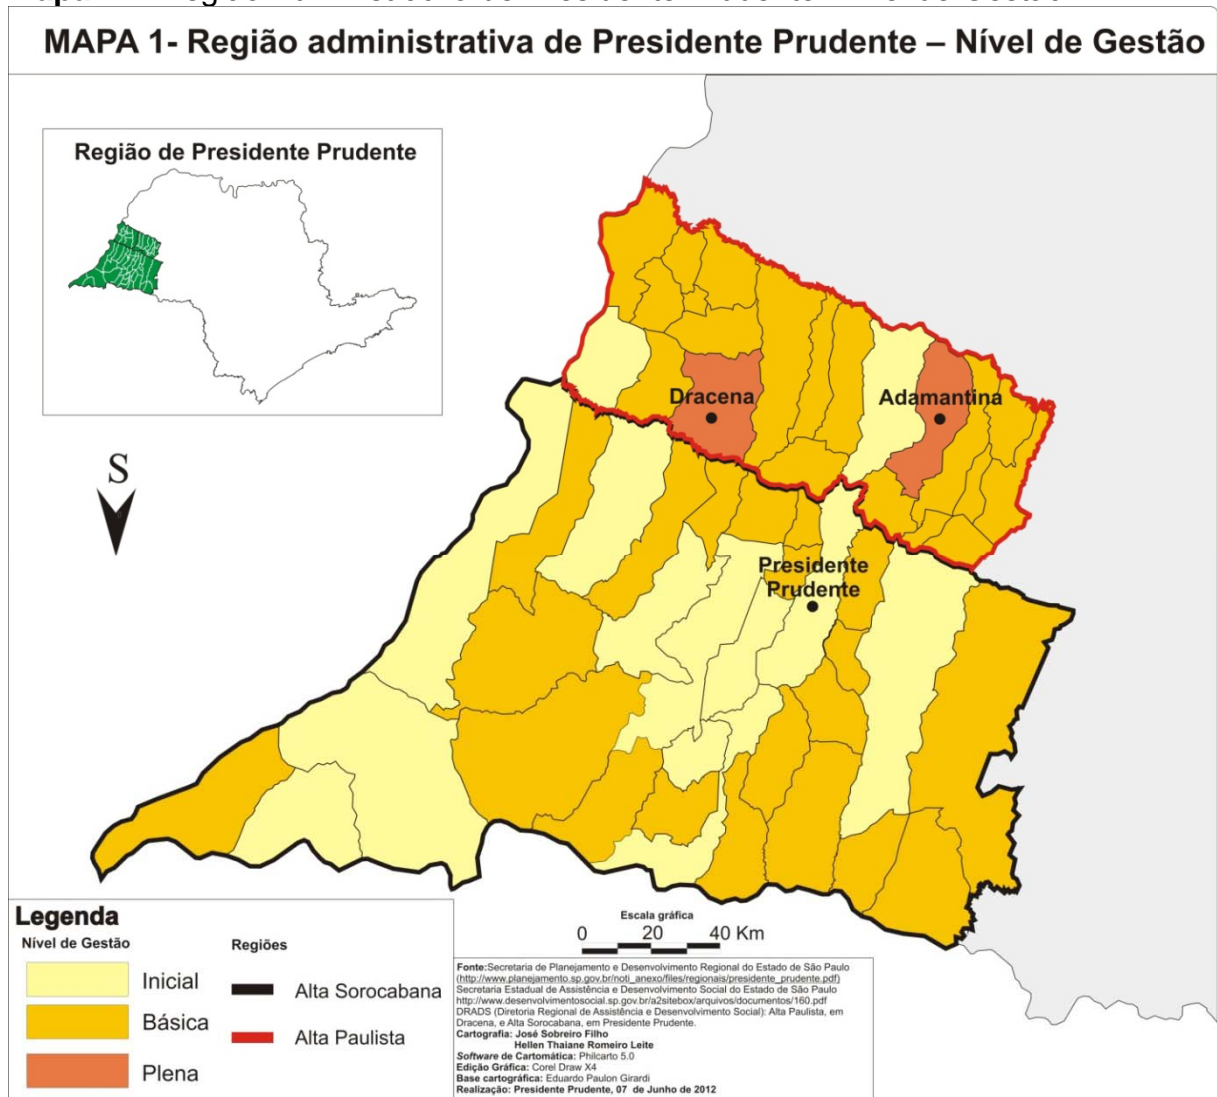 MAPA 1- Região administrativa de Presidente Prudente – Nível de Gestão
Região de Presidente Prudente
S
Dracena
Adamantina
Presidente
Prudente
Legenda
Nível de Gestão
Inicial
Básica
Plena
Regiões
Alta Sorocabana
Alta Paulista
Escala gráfica
0 20 40 Km
Fonte:Secretaria de Planejamento e Desenvolvimento Regional do Estado de São Paulo
(http://www.planejamento.sp.gov.br/noti_anexo/files/regionais/presidente_prudente.pdf)
Secretaria Estadual de Assistência e Desenvolvimento Social do Estado de São Paulo
http://www.desenvolvimentosocial.sp.gov.br/a2sitebox/arquivos/documentos/160.pdf
DRADS (Diretoria Regional de Assistência e Desenvolvimento Social): Alta Paulista, em
Dracena, e Alta Sorocabana, em Presidente Prudente.
Cartografia: José Sobreiro Filho
Hellen Thaiane Romeiro Leite
Software de Cartomática: Philcarto 5.0
Edição Gráfica: Corel Draw X4
Base cartográfica: Eduardo Paulon Girardi
Realização: Presidente Prudente, 07 de Junho de 2012